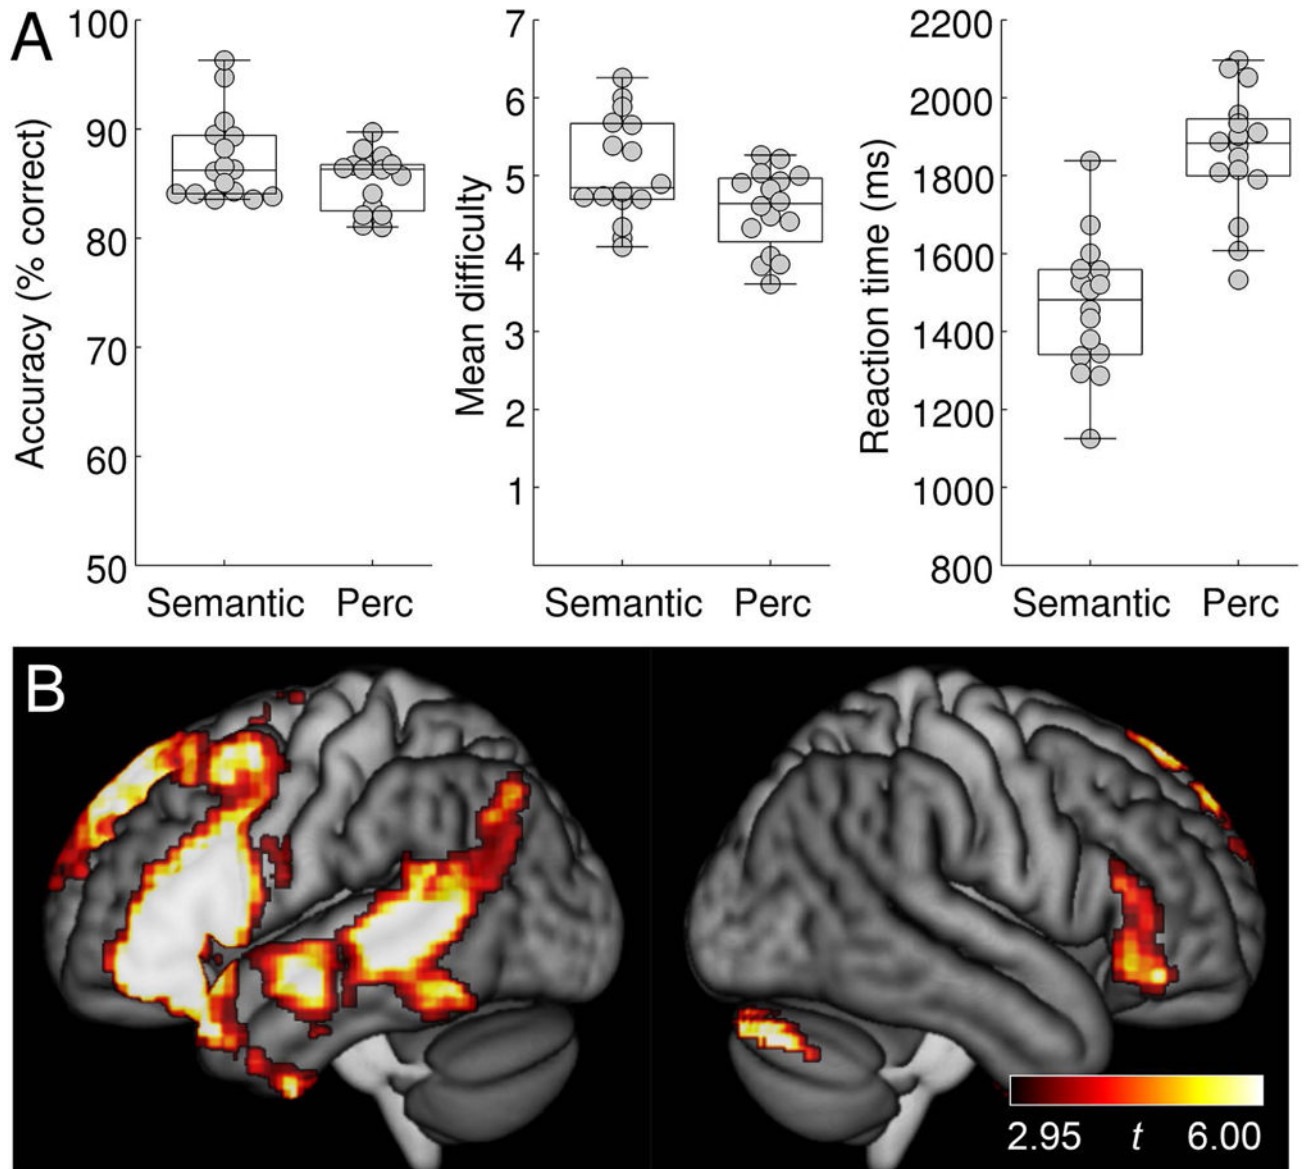 A
Accuracy (% correct)
100
90
80
70
60
50
Semantic Perc
Mean difficulty
7
6
5
4
3
2
1
Semantic Perc
Reaction time (ms)
2200
2000
1800
1600
1400
1200
1000
800
Semantic Perc
B
2.95 t 6.00